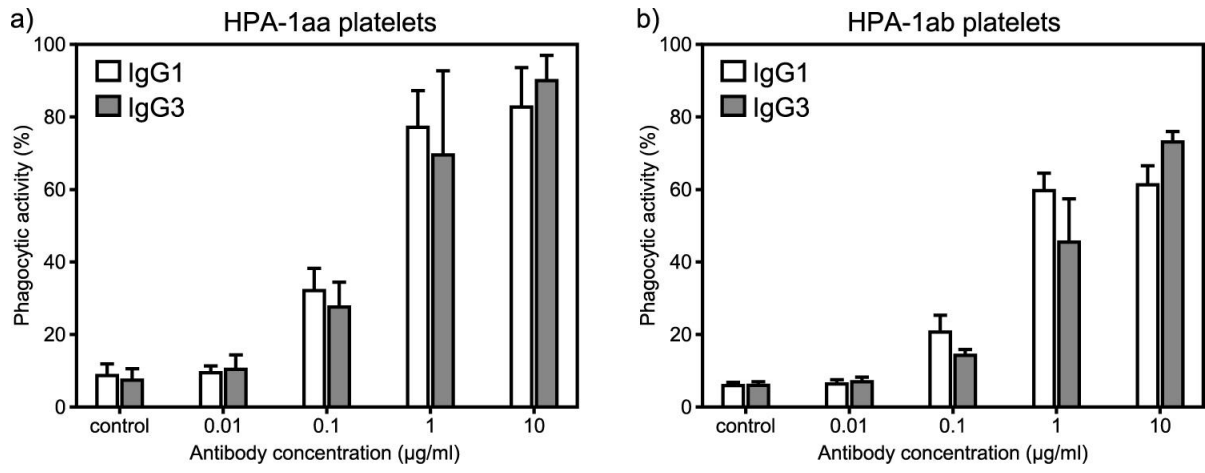 a)
HPA-1aa platelets
IgG1
IgG3
Phagocytic activity (%)
100
80
60
40
20
0
control 0.01 0.1 1 10
Antibody concentration (µg/ml)
b)
HPA-1ab platelets
IgG1
IgG3
Phagocytic activity (%)
100
80
60
40
20
0
control 0.01 0.1 1 10
Antibody concentration (µg/ml)